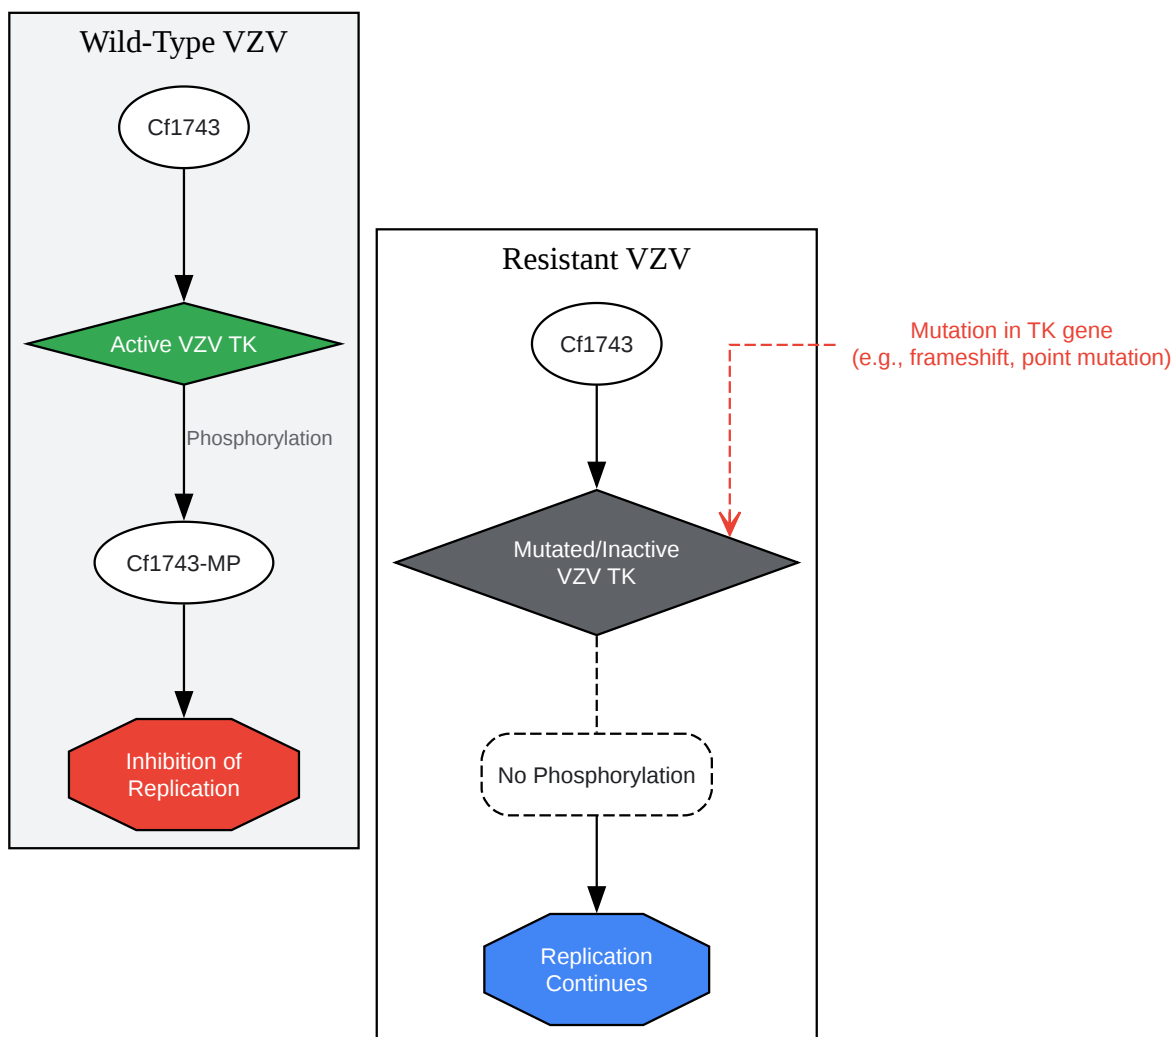 Wild-Type VZV
Cf1743
Active VZV TK
Phosphorylation
Cf1743-MP
Inhibition of
Replication
Resistant VZV
Cf1743
Mutation in TK gene
(e.g., frameshift, point mutation)
Mutated/Inactive
VZV TK
No Phosphorylation
Replication
Continues